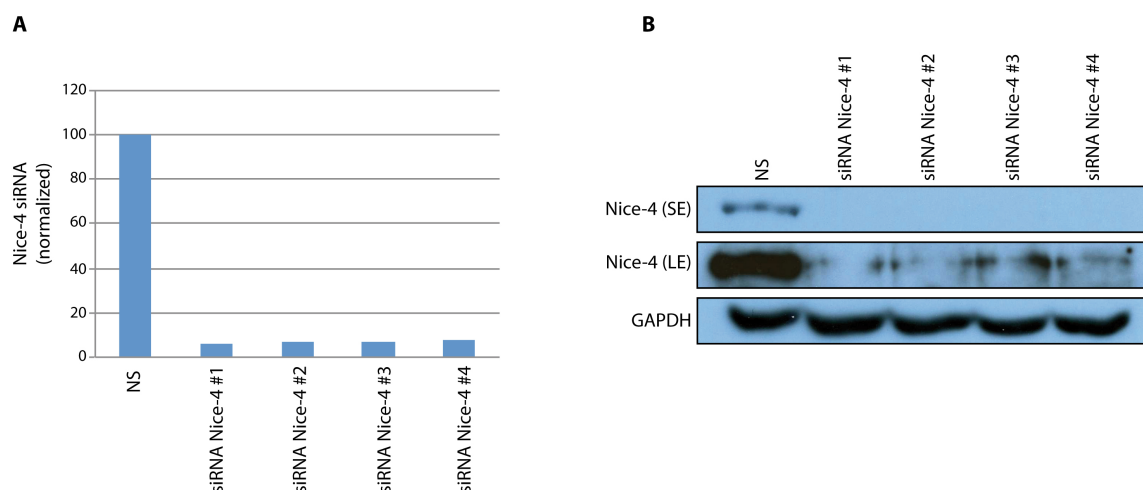 A
Nice-4 siRNA
(normalized)
120
100
80
60
40
20
0
NS
siRNA Nice-4 #1
siRNA Nice-4 #2
siRNA Nice-4 #3
siRNA Nice-4 #4
B
NS
siRNA Nice-4 #1
siRNA Nice-4 #2
siRNA Nice-4 #3
siRNA Nice-4 #4
Nice-4 (SE)
Nice-4 (LE)
GAPDH